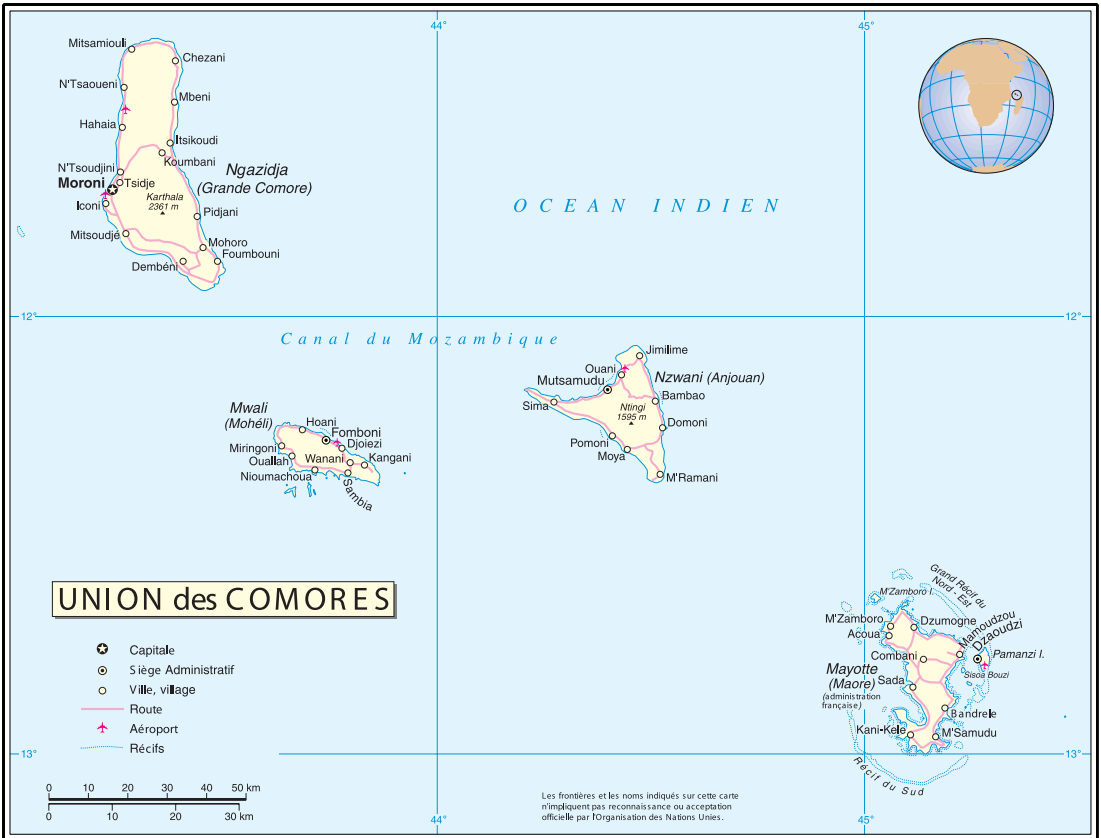 44°
45°
Mitsamiouli
Chezani
N'Tsaoueni
Mbeni
Hahaia
Itsikoudi
Koumbani
N'Tsoudjini
Ngazidja
(Grande Comore)
Moroni
Tsidje
Karthala
2361 m
Iconi
Pidjani
Mitsoudjé
Mohoro
Foumbouni
Dembéni
OCEAN INDIEN
12°
12°
Canal du Mozambique
Jimilime
Ouani
Mutsamudu
Nzwani (Anjouan)
Sima
Ntingi
1595 m
Bambao
Domoni
Pomoni
Moya
M'Ramani
Mwali
(Mohéli)
Hoani
Fomboni
Djoiezi
Miringoni
Ouallah
Wanani
Kangani
Nioumachoua
Sambia
UNION des COMORES
Capitale
Siège Administratif
Ville, village
Route
Aéroport
Récifs
Grand Récif du
Nord - Est
M'Zamboro I.
M'Zamboro
Dzumogne
Acoua
Mamoudzou
Dzaoudzi
Combani
Pamanzi I.
Sisoa Bouzi
Mayotte
(Maore)
(administration
française)
Sada
Bandrele
Kani-Kele
M'Samudu
Récif du Sud
13°
13°
0 10 20 30 40 50 km
0 10 20 30 km
Les frontières et les noms indiqués sur cette carte
n'impliquent pas reconnaissance ou acceptation
officielle par l'Organisation des Nations Unies.
44°
45°